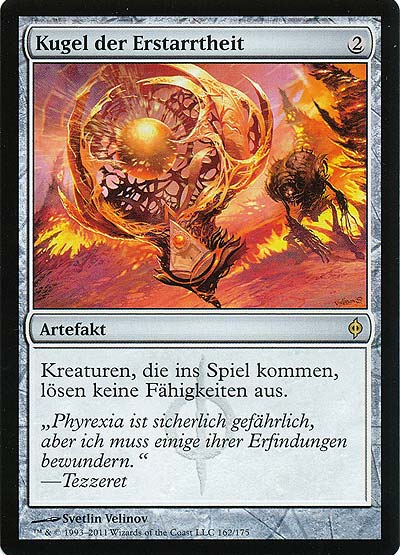 Kugel der Erstarrtheit 2
Artefakt
Kreaturen, die ins Spiel kommen,
lösen keine Fähigkeiten aus.
„Phyrexia ist sicherlich gefährlich,
aber ich muss einige ihrer Erfindungen
bewundern.“
—Tezzeret
Svetlin Velinov
™ & © 1993–2011 Wizards of the Coast LLC 162/175